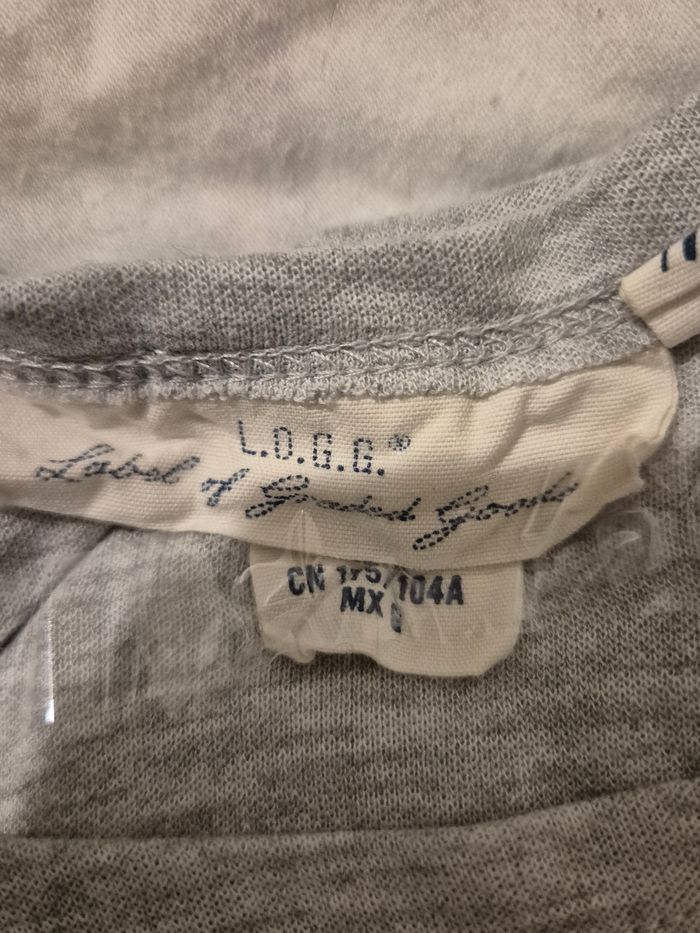 L.O.G.G.®
Label of Graded Goods
CN 175/104A
MX